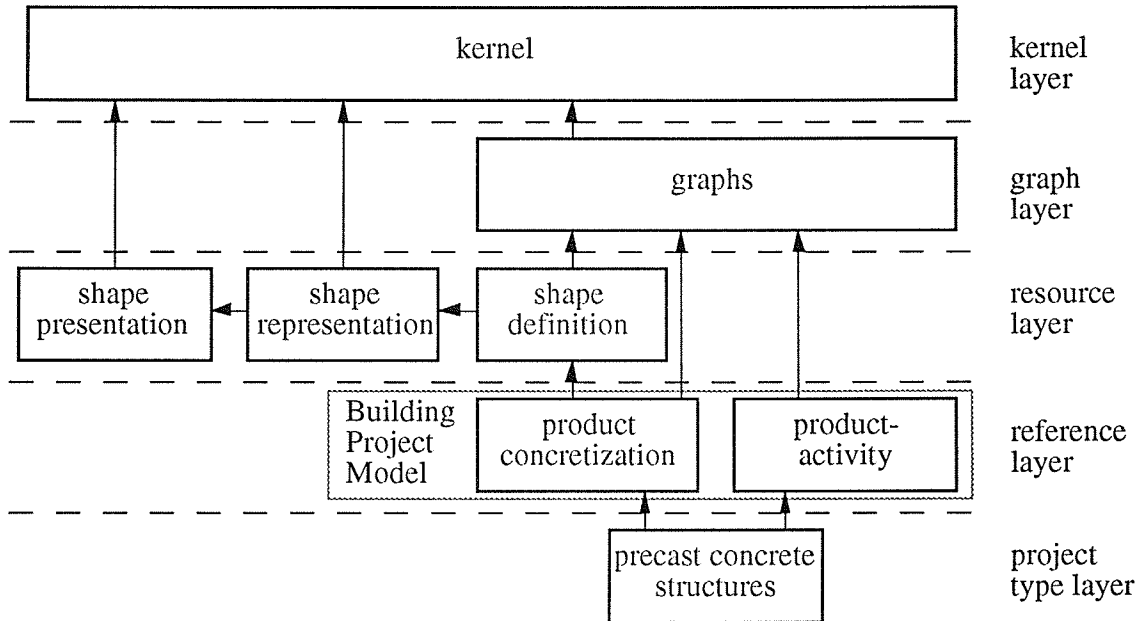 kernel
kernel
layer
graphs
graph
layer
shape
presentation
shape
representation
shape
definition
resource
layer
Building
Project
Model
product
concretization
product-
activity
reference
layer
precast concrete
structures
project
type layer